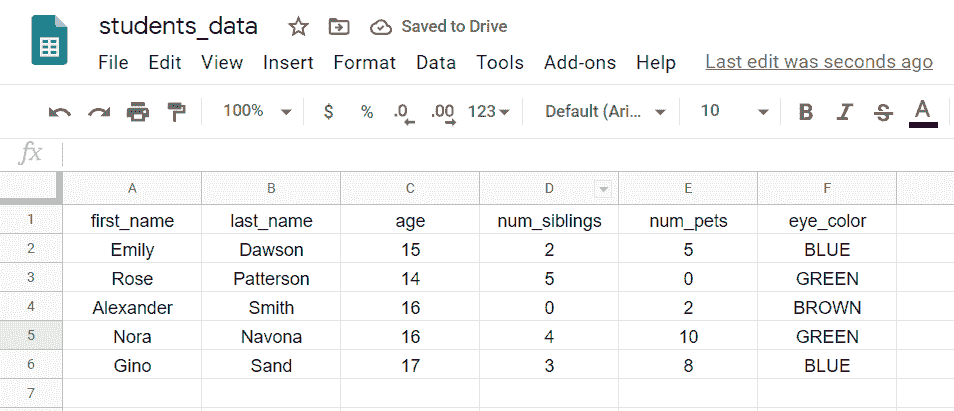 students_data Saved to Drive
File Edit View Insert Format Data Tools Add-ons Help Last edit was seconds ago
100% $ % .0 .00 123 Default (Ari... 10 B I S A
fx
A B C D E F
1 first_name last_name age num_siblings num_pets eye_color
2 Emily Dawson 15 2 5 BLUE
3 Rose Patterson 14 5 0 GREEN
4 Alexander Smith 16 0 2 BROWN
5 Nora Navona 16 4 10 GREEN
6 Gino Sand 17 3 8 BLUE
7